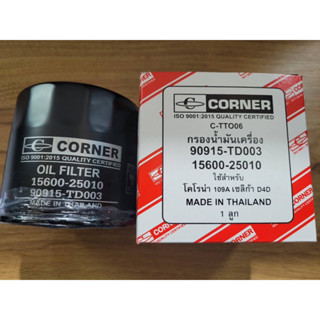 CORNER
ISO 9001:2015 QUALITY CERTIFIED
OIL FILTER
15600-25010
90915-TD003
MADE IN THAILAND
CORNER
ISO 9001:2015 QUALITY CERTIFIED
C-TTO06
กรองน้ำมันเครื่อง
90915-TD003
15600-25010
ใช้สำหรับ
โคโรน่า 109A เซลิก้า D4D
MADE IN THAILAND
1 ลูก